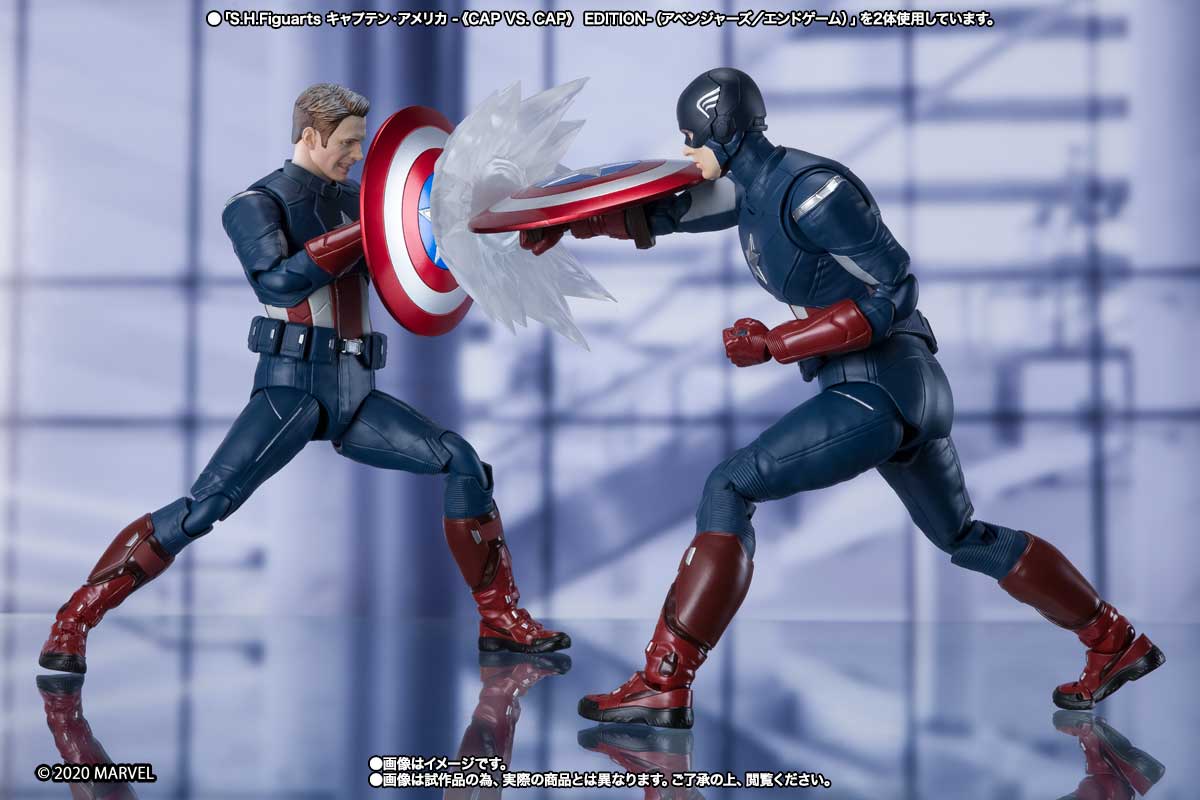 ●「S.H.Figuarts キャプテン・アメリカ -《CAP VS. CAP》 EDITION-（アベンジャーズ／エンドゲーム）」を2体使用しています。
●画像はイメージです。
●画像は試作品の為、実際の商品とは異なります。ご了承の上、閲覧ください。
©2020 MARVEL